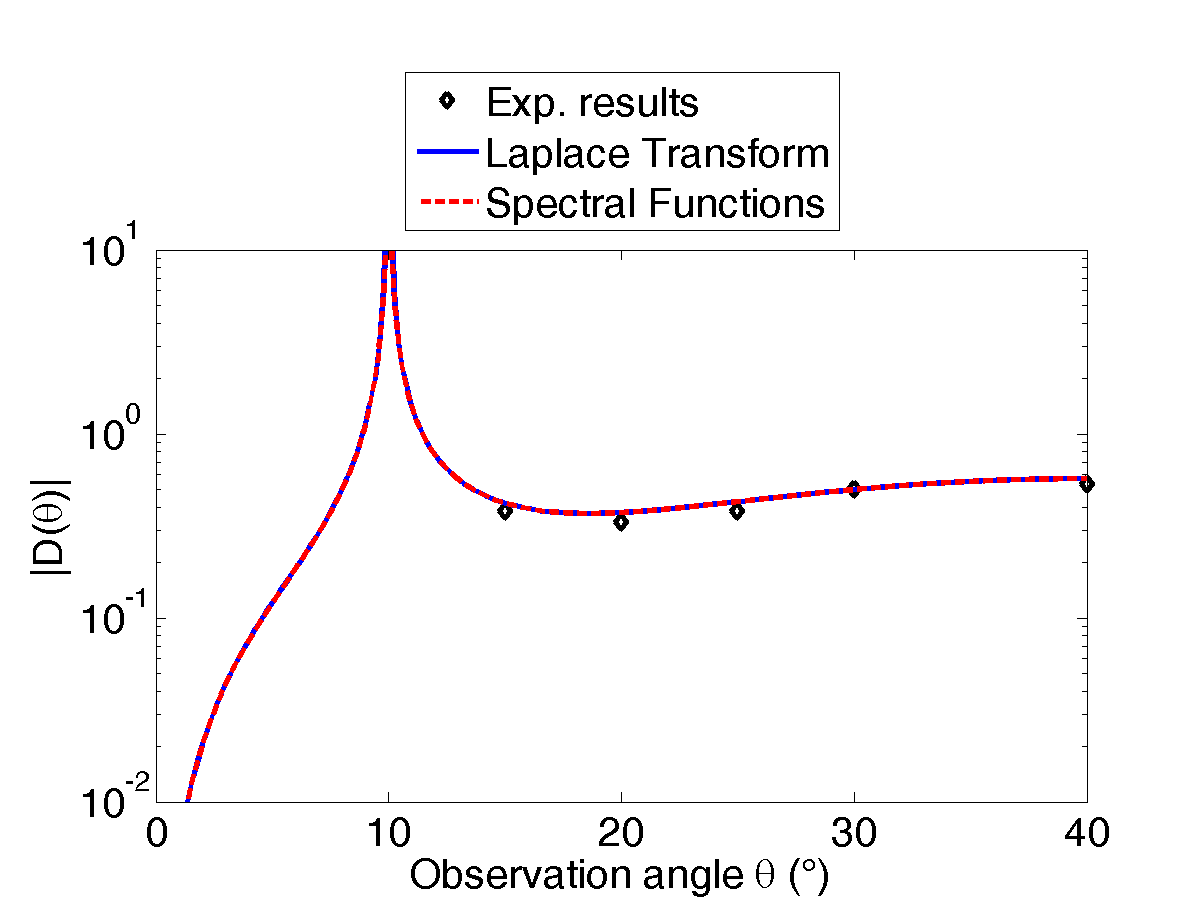 Exp. results
Laplace Transform
Spectral Functions
10^1
10^0
10^-1
10^-2
|D(θ)|
0 10 20 30 40
Observation angle θ (°)